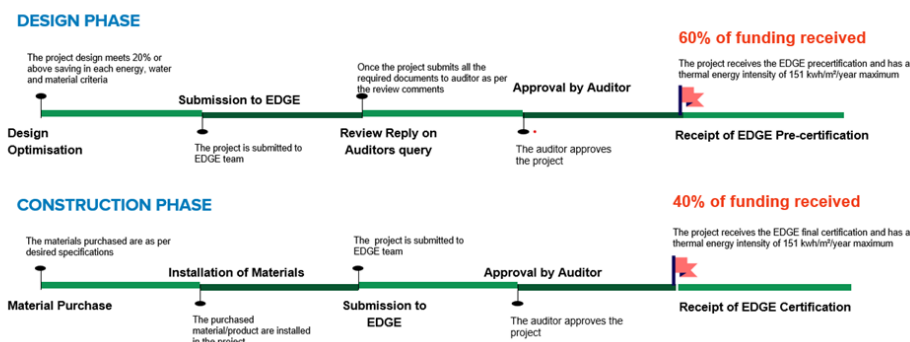 DESIGN PHASE
60% of funding received
The project design meets 20% or
above saving in each energy, water
and material criteria
Once the project submits all the
required documents to auditor as per
the review comments
The project receives the EDGE precertification and has a
thermal energy intensity of 151 kwh/m²/year maximum
Submission to EDGE
Approval by Auditor
Design
Optimisation
The project is submitted to
EDGE team
Review Reply on
Auditors query
The auditor approves
the project
Receipt of EDGE Pre-certification
CONSTRUCTION PHASE
40% of funding received
The materials purchased are as per
desired specifications
The project is submitted to
EDGE team
The project receives the EDGE final certification and has a
thermal energy intensity of 151 kwh/m²/year maximum
Installation of Materials
Approval by Auditor
Material Purchase
The purchased
material/product are installed
in the project
Submission to
EDGE
The auditor approves the
project
Receipt of EDGE Certification